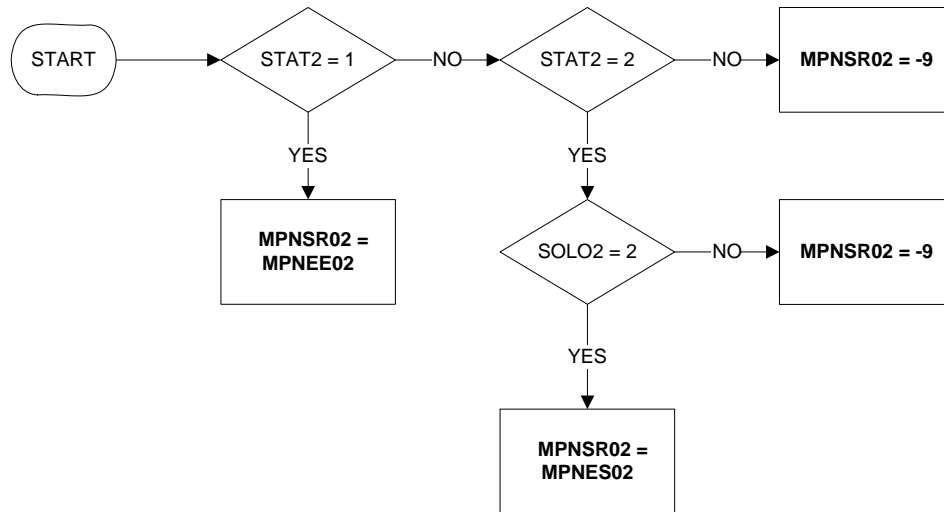 START
STAT2 = 1
NO
STAT2 = 2
NO
MPNSR02 = -9
YES
YES
MPNSR02 =
MPNEE02
SOLO2 = 2
NO
MPNSR02 = -9
YES
MPNSR02 =
MPNES02